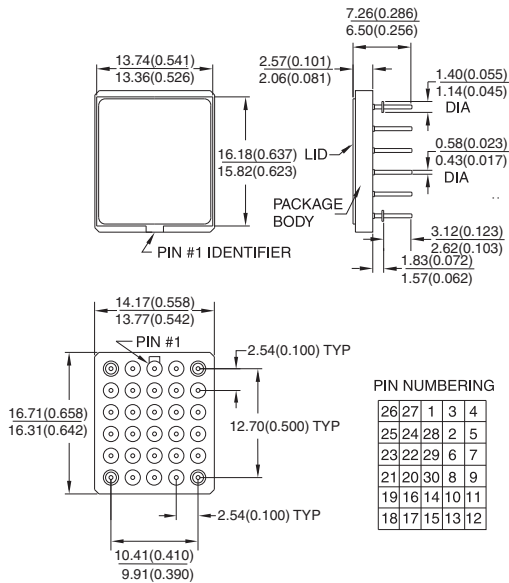 7.26(0.286)
6.50(0.256)
13.74(0.541)
13.36(0.526)
2.57(0.101)
2.06(0.081)
1.40(0.055)
1.14(0.045)
DIA
16.18(0.637)
15.82(0.623)
LID
0.58(0.023)
0.43(0.017)
DIA
PACKAGE
BODY
PIN #1 IDENTIFIER
3.12(0.123)
2.62(0.103)
1.83(0.072)
1.57(0.062)
14.17(0.558)
13.77(0.542)
PIN #1
2.54(0.100) TYP
16.71(0.658)
16.31(0.642)
12.70(0.500) TYP
2.54(0.100) TYP
10.41(0.410)
9.91(0.390)
PIN NUMBERING
26 27 1 3 4
25 24 28 2 5
23 22 29 6 7
21 20 30 8 9
19 16 14 10 11
18 17 15 13 12